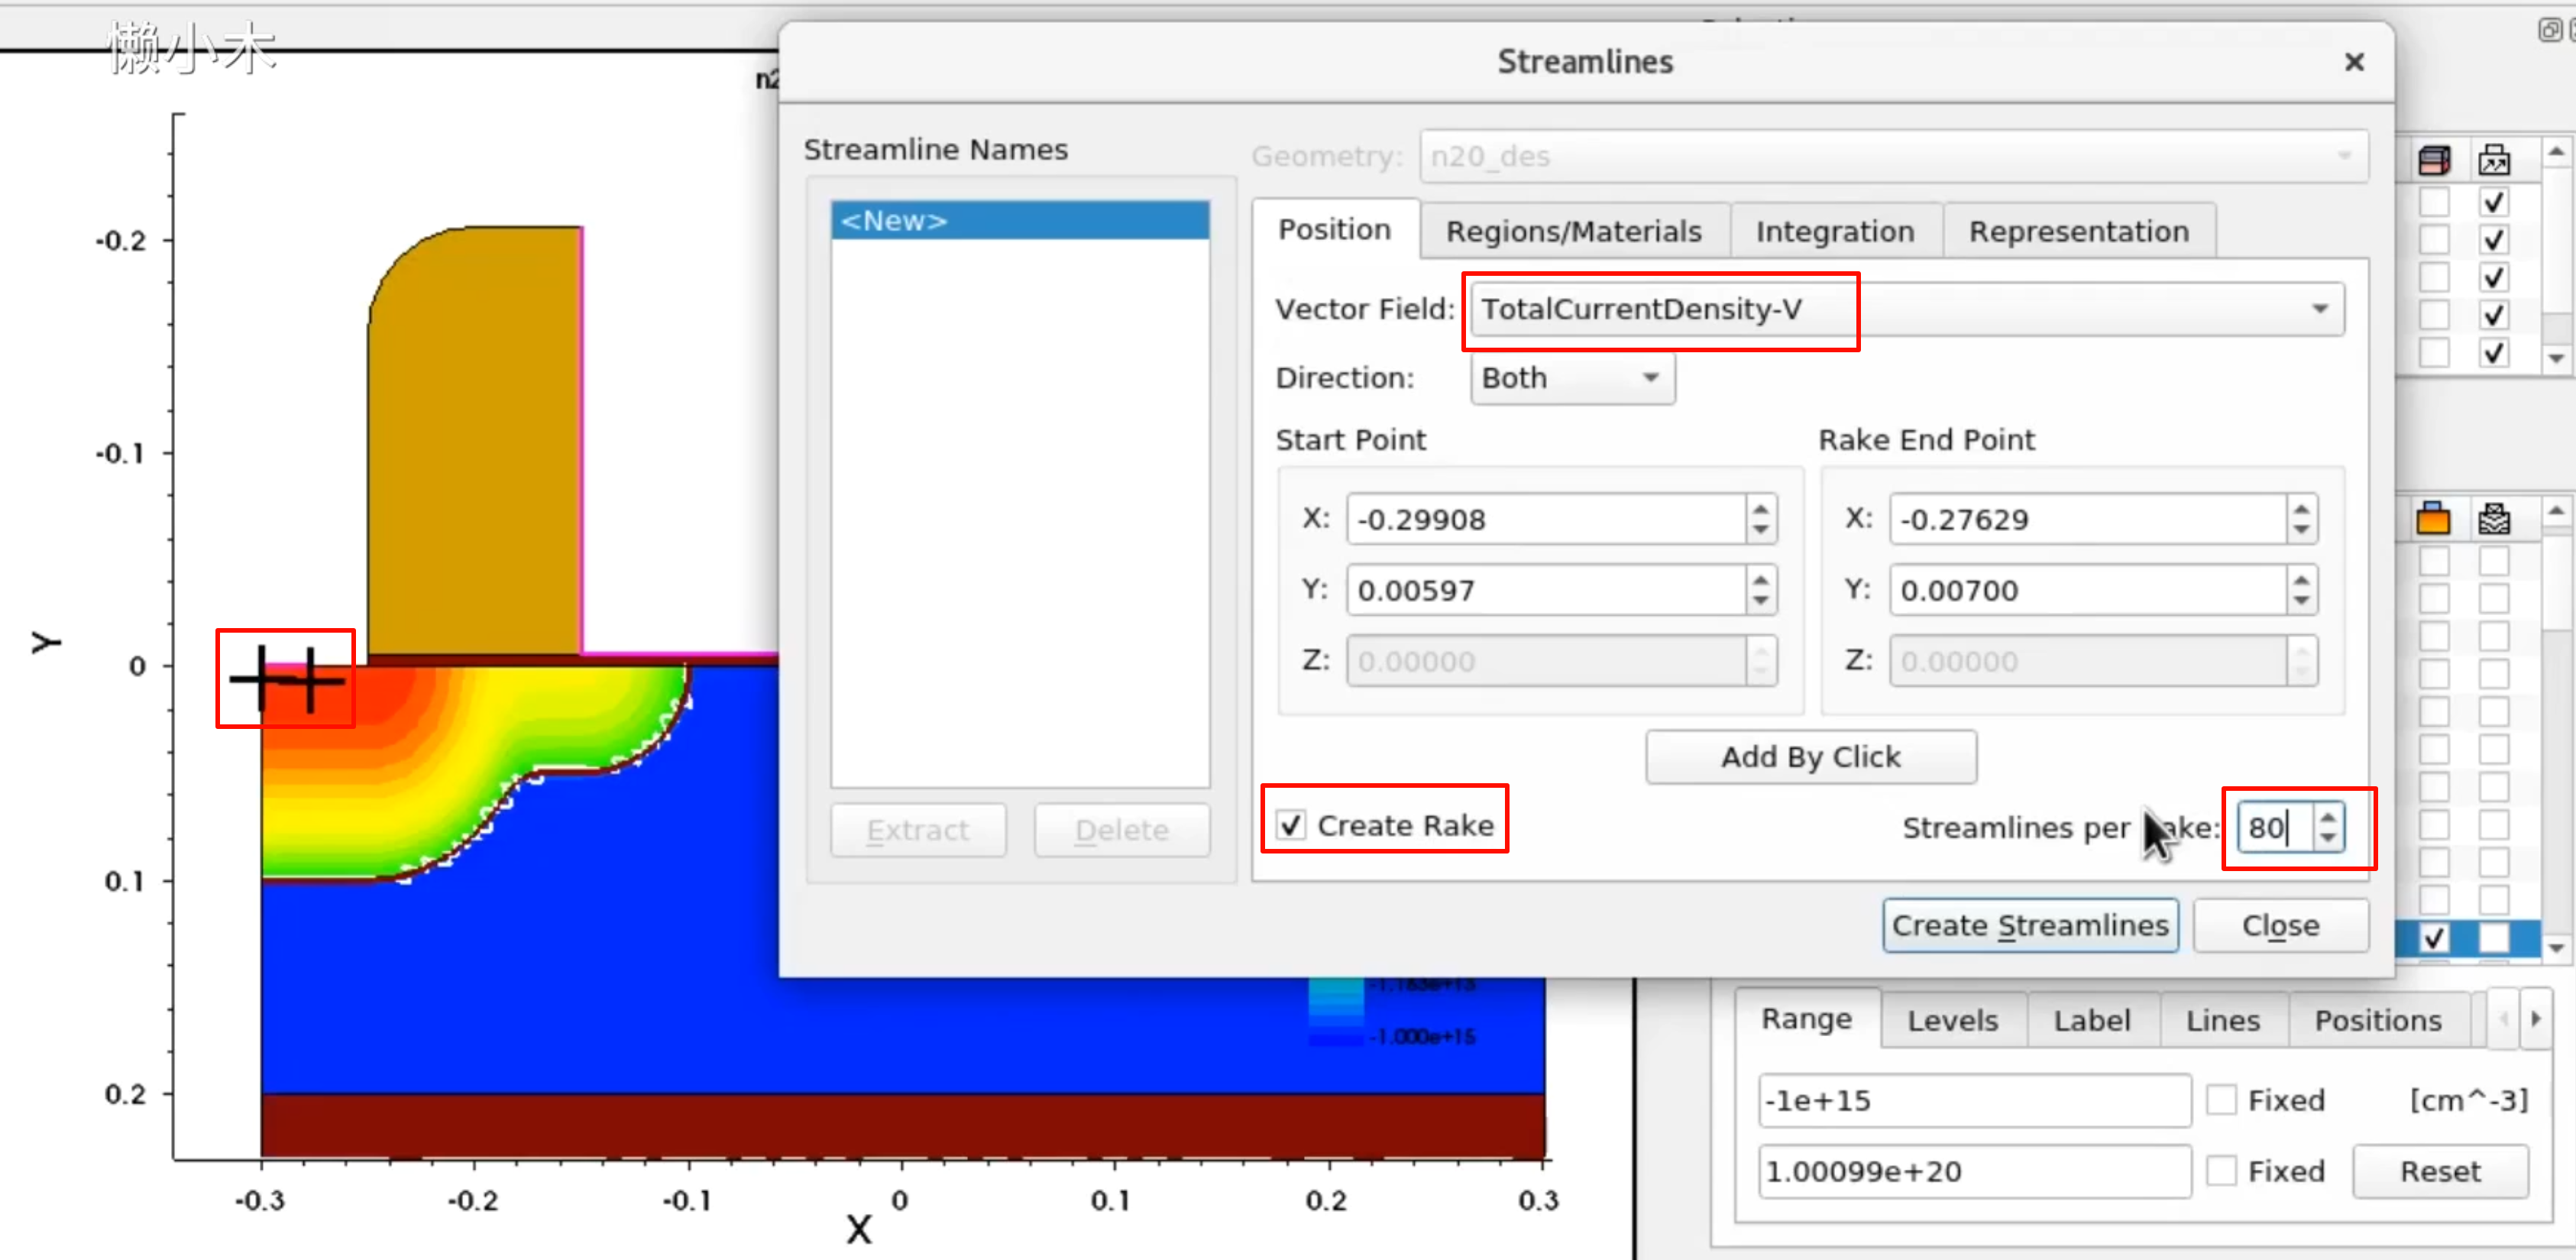 懒小木
Streamlines
n2
Streamline Names
<New>
Extract
Delete
Geometry:
n20_des
Position
Regions/Materials
Integration
Representation
Vector Field:
TotalCurrentDensity-V
Direction:
Both
Start Point
Rake End Point
X:
-0.29908
X:
-0.27629
Y:
0.00597
Y:
0.00700
Z:
0.00000
Z:
0.00000
Add By Click
Create Rake
Streamlines per
80
Create Streamlines
Close
-0.2
-0.1
0
0.1
0.2
Y
-0.3
-0.2
-0.1
0
0.1
0.2
0.3
X
-1.000e+15
Range
Levels
Label
Lines
Positions
-1e+15
Fixed
[cm^-3]
1.00099e+20
Fixed
Reset